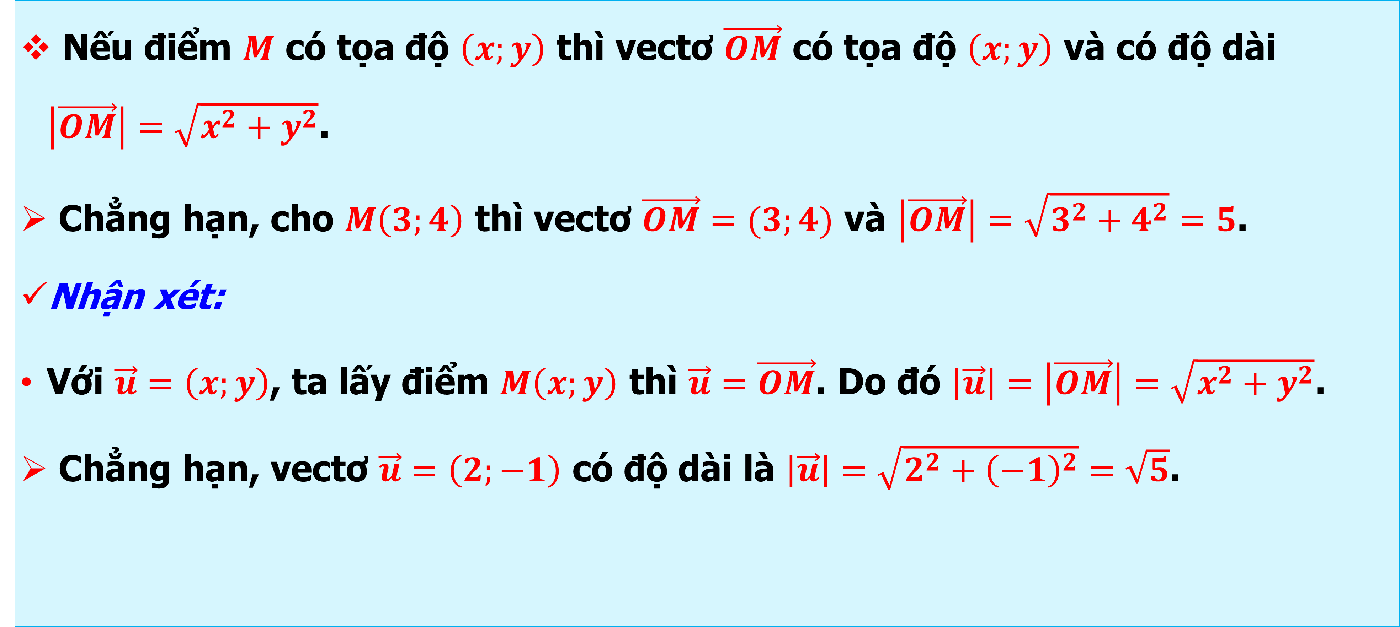 ❖ Nếu điểm M có tọa độ (x; y) thì vectơ $\overrightarrow{OM}$ có tọa độ (x; y) và có độ dài
$|\overrightarrow{OM}| = \sqrt{x^2 + y^2}$.
➢ Chẳng hạn, cho M(3; 4) thì vectơ $\overrightarrow{OM} = (3; 4)$ và $|\overrightarrow{OM}| = \sqrt{3^2 + 4^2} = 5$.
✓ Nhận xét:
• Với $\vec{u} = (x; y)$, ta lấy điểm M(x; y) thì $\vec{u} = \overrightarrow{OM}$. Do đó $|\vec{u}| = |\overrightarrow{OM}| = \sqrt{x^2 + y^2}$.
➢ Chẳng hạn, vectơ $\vec{u} = (2; -1)$ có độ dài là $|\vec{u}| = \sqrt{2^2 + (-1)^2} = \sqrt{5}$.